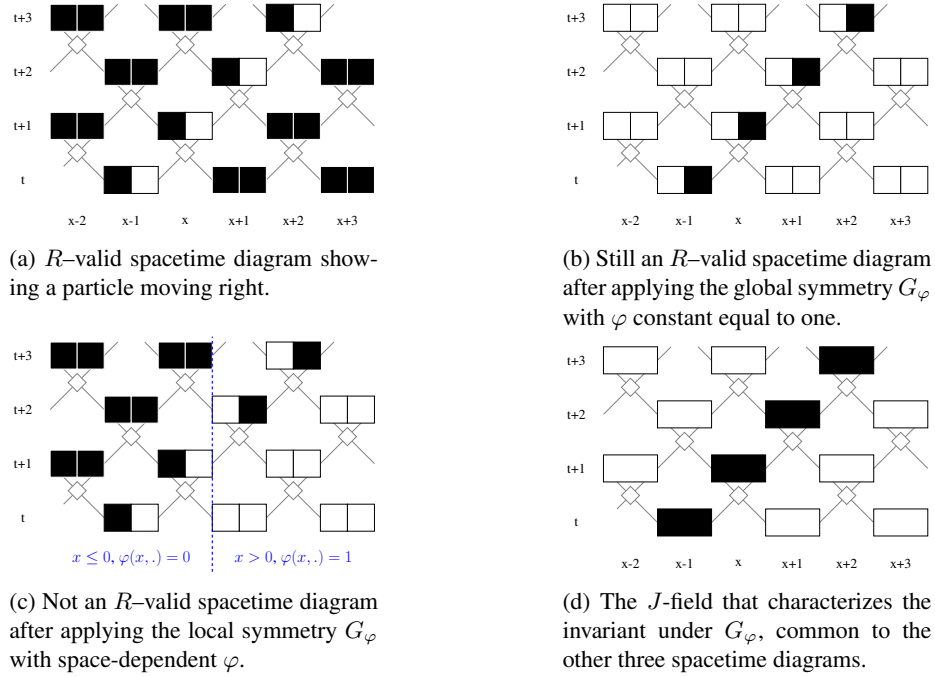 t+3
t+2
t+1
t
x-2 x-1 x x+1 x+2 x+3
(a) R–valid spacetime diagram show-
ing a particle moving right.
t+3
t+2
t+1
t
x-2 x-1 x x+1 x+2 x+3
(b) Still an R–valid spacetime diagram
after applying the global symmetry G_φ
with φ constant equal to one.
t+3
t+2
t+1
t
x ≤ 0, φ(x, .) = 0 x > 0, φ(x, .) = 1
(c) Not an R–valid spacetime diagram
after applying the local symmetry G_φ
with space-dependent φ.
t+3
t+2
t+1
t
x-2 x-1 x x+1 x+2 x+3
(d) The J-field that characterizes the
invariant under G_φ, common to the
other three spacetime diagrams.